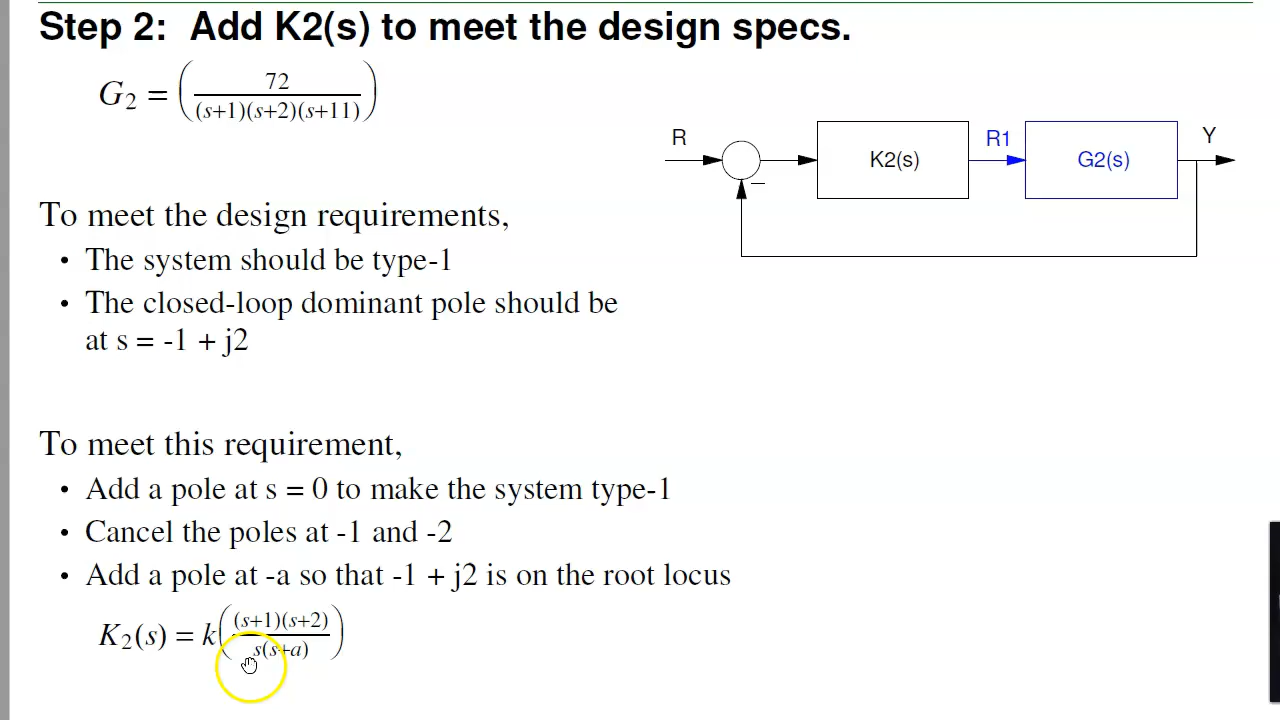 Step 2: Add K2(s) to meet the design specs.
G₂ = (72 / (s+1)(s+2)(s+11))
R
K2(s)
R1
G2(s)
Y
To meet the design requirements,
• The system should be type-1
• The closed-loop dominant pole should be
at s = -1 + j2
To meet this requirement,
• Add a pole at s = 0 to make the system type-1
• Cancel the poles at -1 and -2
• Add a pole at -a so that -1 + j2 is on the root locus
K₂(s) = k((s+1)(s+2) / s(s+a))